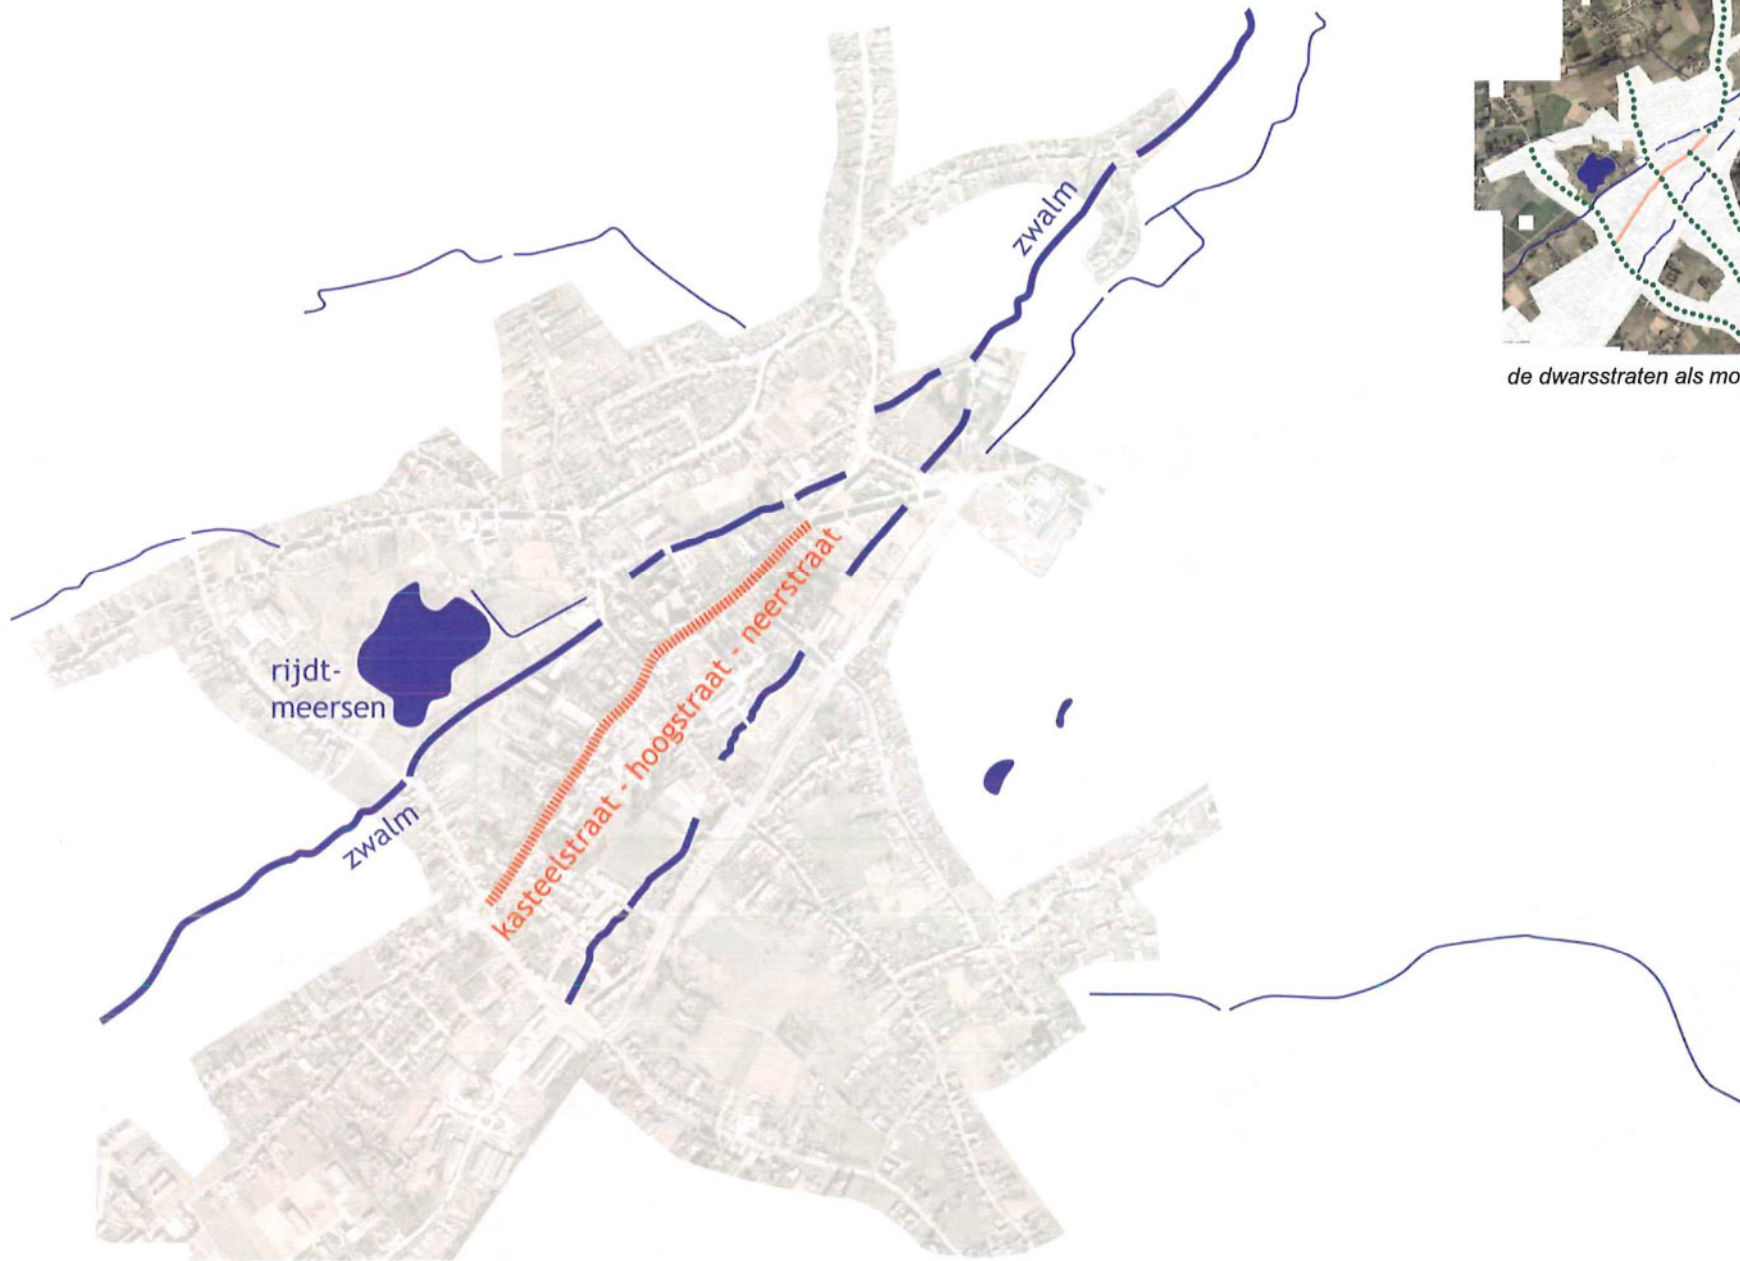 zwalm
de dwarsstraten als mo
rijdt-
meersen
kasteelstraat - hoogstraat - neerstraat
zwalm